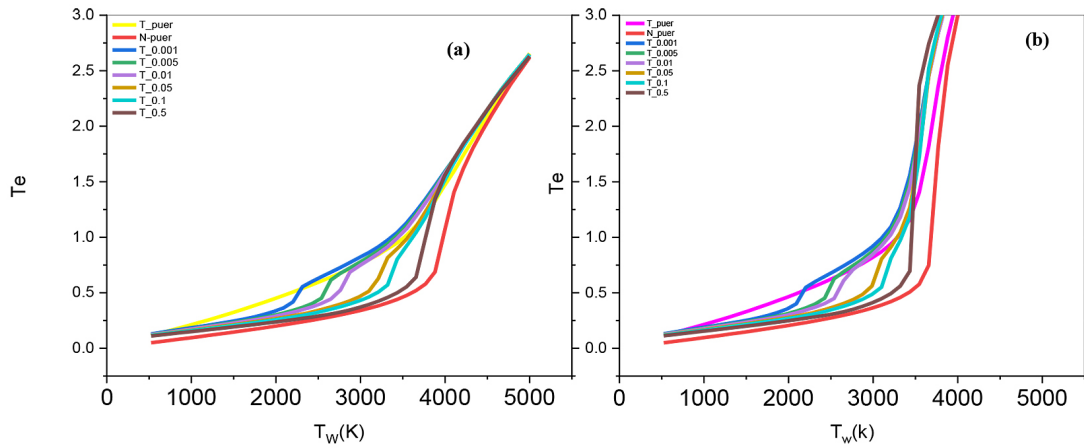 T_puer
N-puer
T_0.001
T_0.005
T_0.01
T_0.05
T_0.1
T_0.5
(a)
3.0
2.5
2.0
1.5
1.0
0.5
0.0
Te
0 1000 2000 3000 4000 5000
T_W(K)
T_puer
N_puer
T_0.001
T_0.005
T_0.01
T_0.05
T_0.1
T_0.5
(b)
3.0
2.5
2.0
1.5
1.0
0.5
0.0
Te
0 1000 2000 3000 4000 5000
T_w(k)